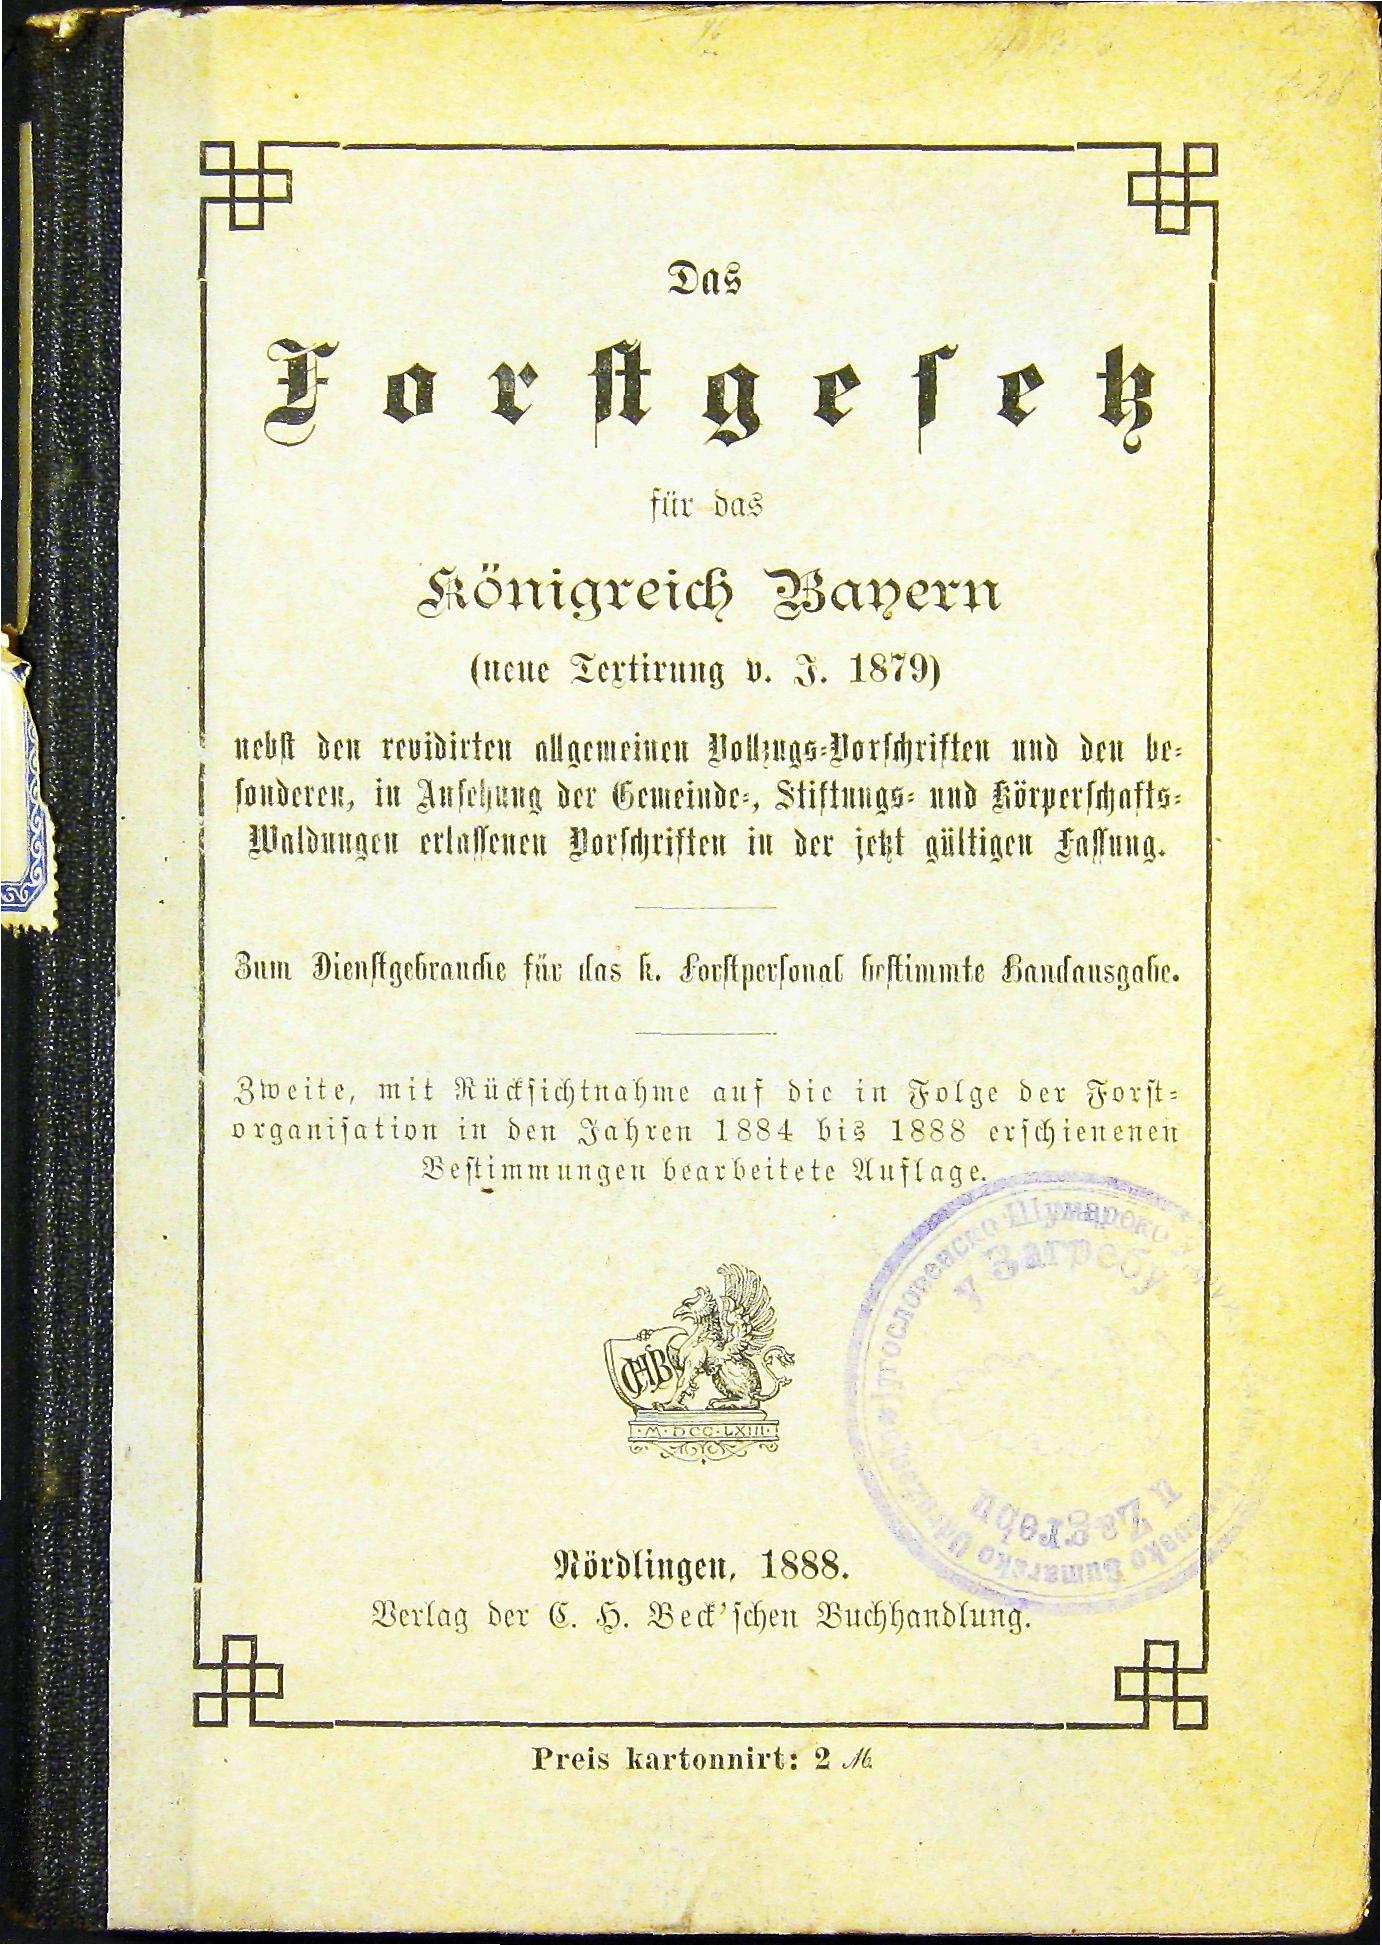 Das
Forstgesetz
für das
Königreich Bayern
(neue Textirung v. J. 1879)
nebst den revidirten allgemeinen Vollzugs-Vorschriften und den be-
sonderen, in Ansehung der Gemeinde-, Stiftungs- und Körperschafts-
Waldungen erlassenen Vorschriften in der jetzt gültigen Fassung.
Zum Dienstgebrauche für das k. Forstpersonal bestimmte Handausgabe.
Zweite, mit Rücksichtnahme auf die in Folge der Forst-
organisation in den Jahren 1884 bis 1888 erschienenen
Bestimmungen bearbeitete Auflage.
CHB
M·DCC·LXIII
у Загребу
u Zagrebu
Nördlingen, 1888.
Verlag der C. H. Beck'schen Buchhandlung.
Preis kartonnirt: 2 M.